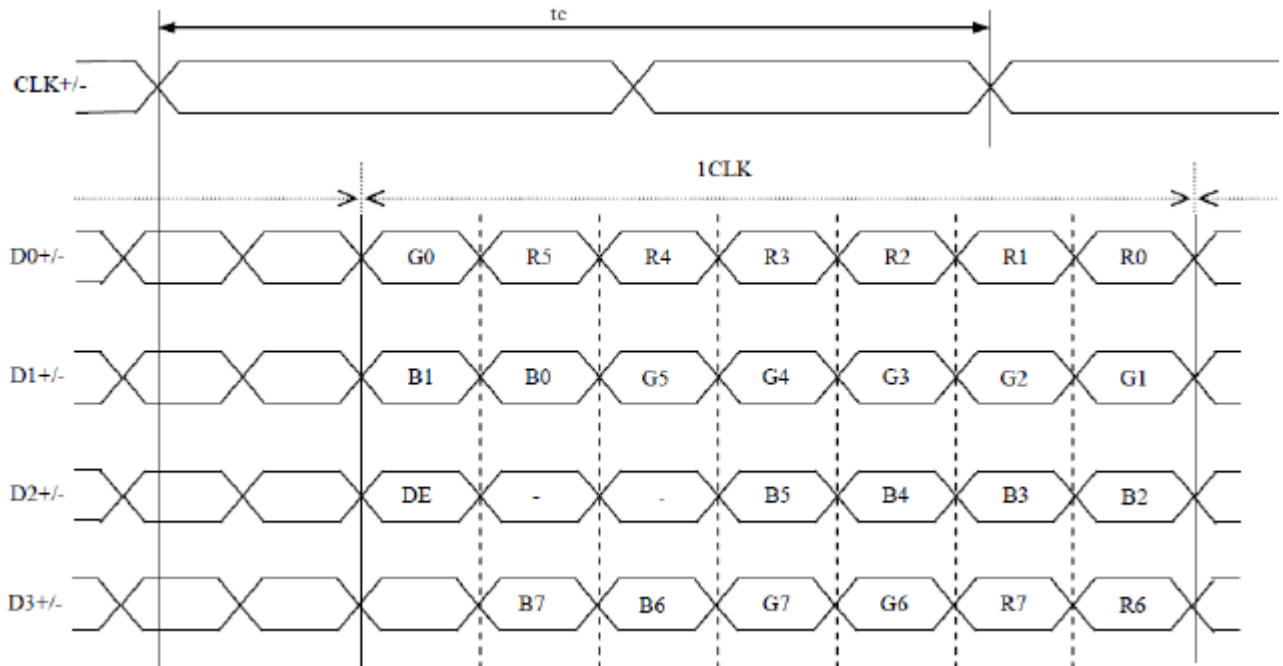 tc
CLK+/-
1CLK
D0+/- G0 R5 R4 R3 R2 R1 R0
D1+/- B1 B0 G5 G4 G3 G2 G1
D2+/- DE - - B5 B4 B3 B2
D3+/- B7 B6 G7 G6 R7 R6